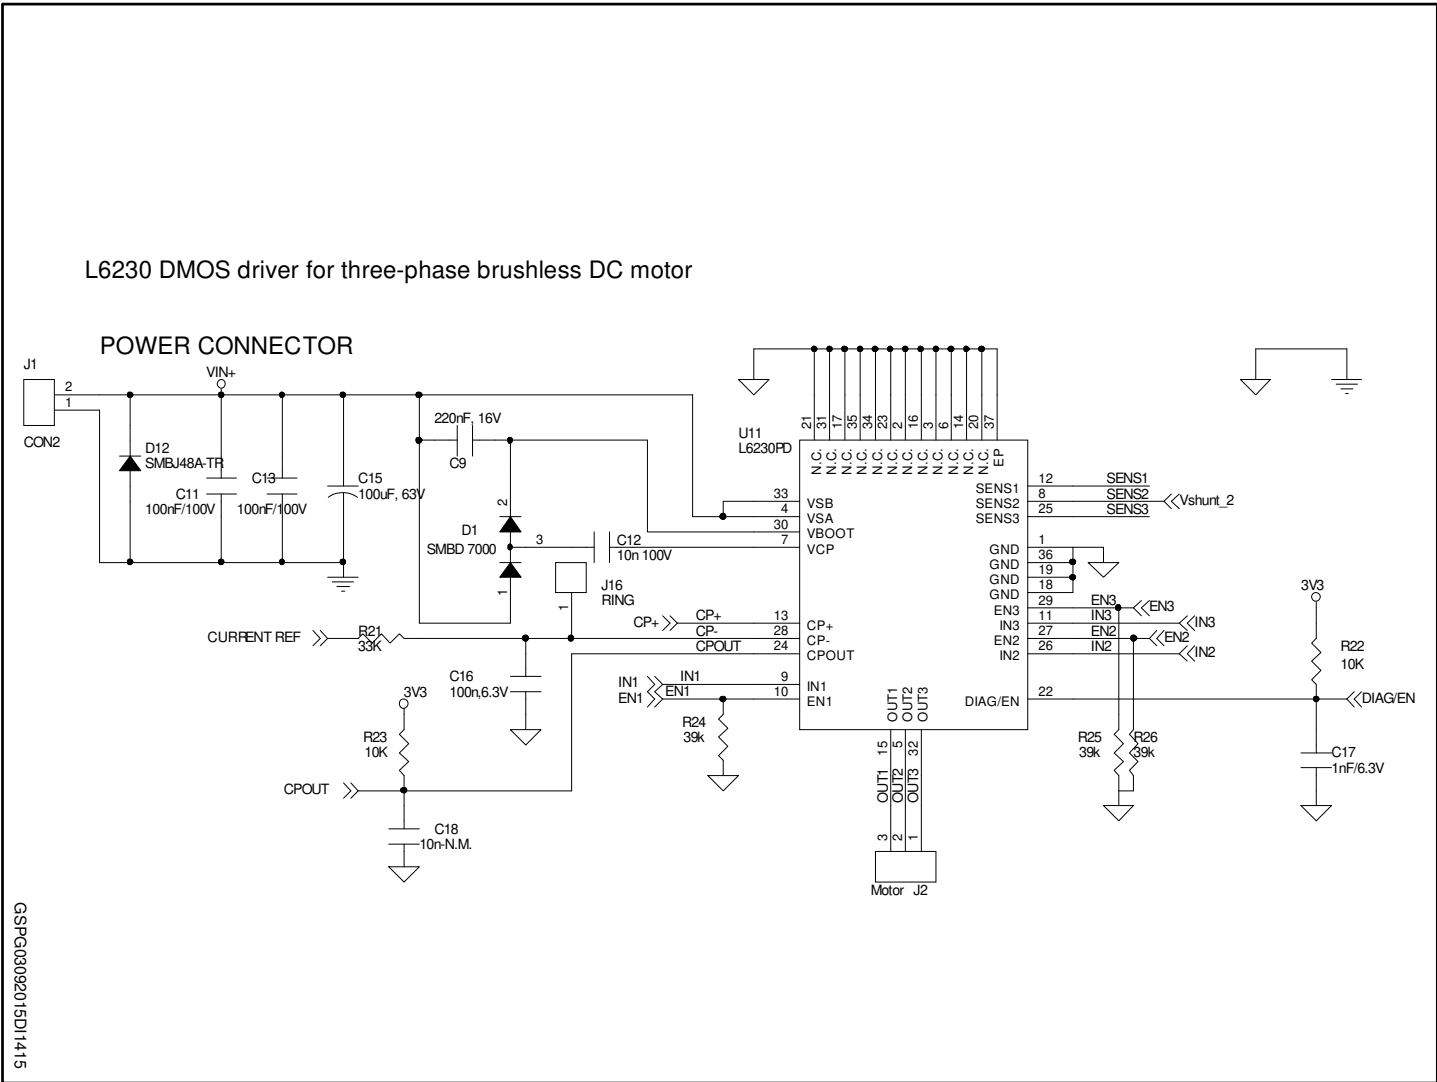 L6230 DMOS driver for three-phase brushless DC motor
POWER CONNECTOR
J1
2
1
CON2
VIN+
D12
SMBJ48A-TR
C11
100nF/100V
C13
100nF/100V
C15
100uF, 63V
220nF, 16V
C9
2
D1
SMBD 7000
3
1
C12
10n 100V
J16
RING
1
CURRENT REF
R21
33K
C16
100n,6.3V
CP+
CP+
CP-
CPOUT
IN1
IN1
EN1
EN1
R24
39k
3V3
R23
10K
CPOUT
C18
10n-N.M.
U11
L6230PD
21
31
17
35
34
23
2
16
3
6
14
20
37
N.C.
N.C.
N.C.
N.C.
N.C.
N.C.
N.C.
N.C.
N.C.
N.C.
N.C.
N.C.
EP
33
VSB
4
VSA
30
VBOOT
7
VCP
13
CP+
28
CP-
24
CPOUT
9
IN1
10
EN1
SENS1
12
SENS1
SENS2
8
SENS2
Vshunt_2
SENS3
25
SENS3
GND
1
GND
36
GND
19
GND
18
EN3
29
EN3
EN3
IN3
11
IN3
IN3
EN2
27
EN2
EN2
IN2
26
IN2
IN2
DIAG/EN
22
DIAG/EN
3V3
R22
10K
C17
1nF/6.3V
R25
39k
R26
39k
OUT1
OUT2
OUT3
15
5
32
OUT1
OUT2
OUT3
3
2
1
Motor J2
GSPG03092015DI1415